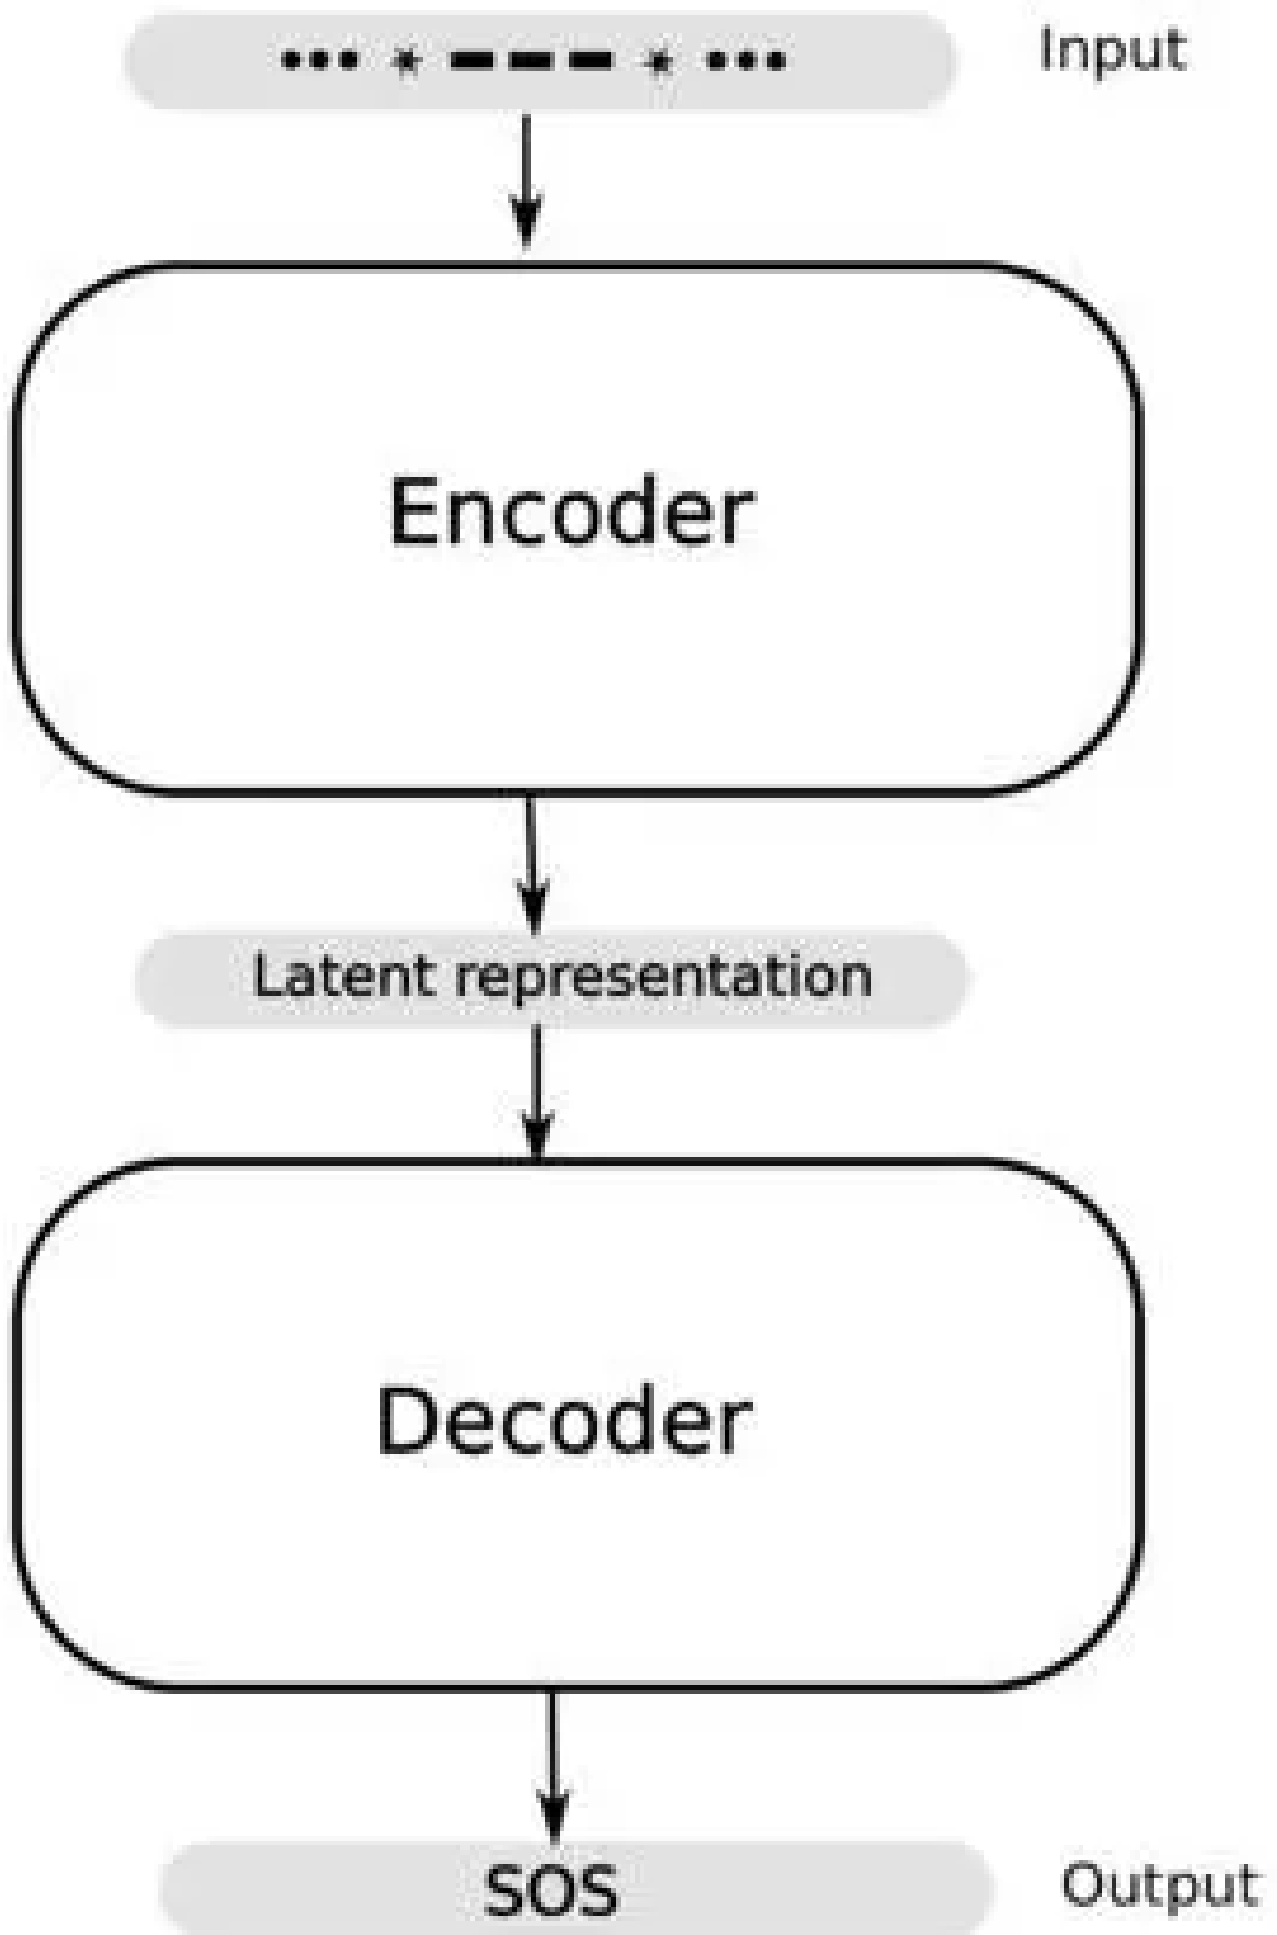 ••• * – – – * ••• Input
Encoder
Latent representation
Decoder
SOS Output